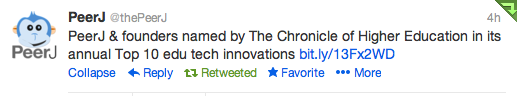 PeerJ @thePeerJ 4h
PeerJ & founders named by The Chronicle of Higher Education in its
annual Top 10 edu tech innovations bit.ly/13Fx2WD
PeerJ
Collapse Reply Retweeted Favorite More